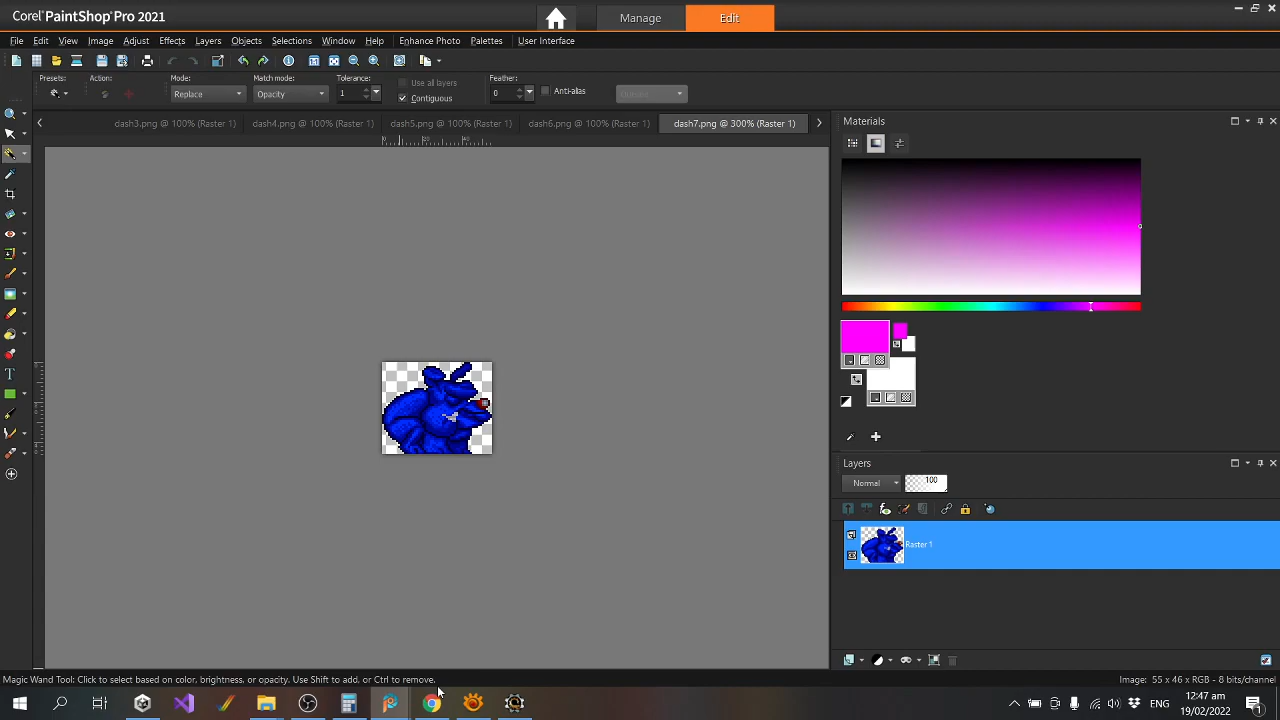 Corel PaintShop Pro 2021
Manage
Edit
File Edit View Image Adjust Effects Layers Objects Selections Window Help Enhance Photo Palettes User Interface
Presets:
Action:
Mode:
Replace
Match mode:
Opacity
Tolerance:
1
Use all layers
Contiguous
Feather:
0
Anti-alias
Outside
dash3.png @ 100% (Raster 1)
dash4.png @ 100% (Raster 1)
dash5.png @ 100% (Raster 1)
dash6.png @ 100% (Raster 1)
dash7.png @ 300% (Raster 1)
Materials
Layers
Normal
100
Raster 1
Magic Wand Tool: Click to select based on color, brightness, or opacity. Use Shift to add, or Ctrl to remove.
Image: 55 x 46 x RGB - 8 bits/channel
ENG
12:47 am
19/02/2022
1